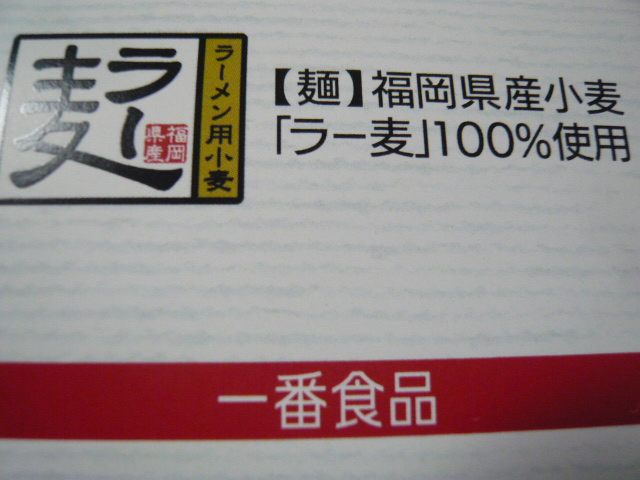 ラー麦
福岡
県産
ラーメン用小麦
【麺】福岡県産小麦
「ラー麦」100%使用
一番食品